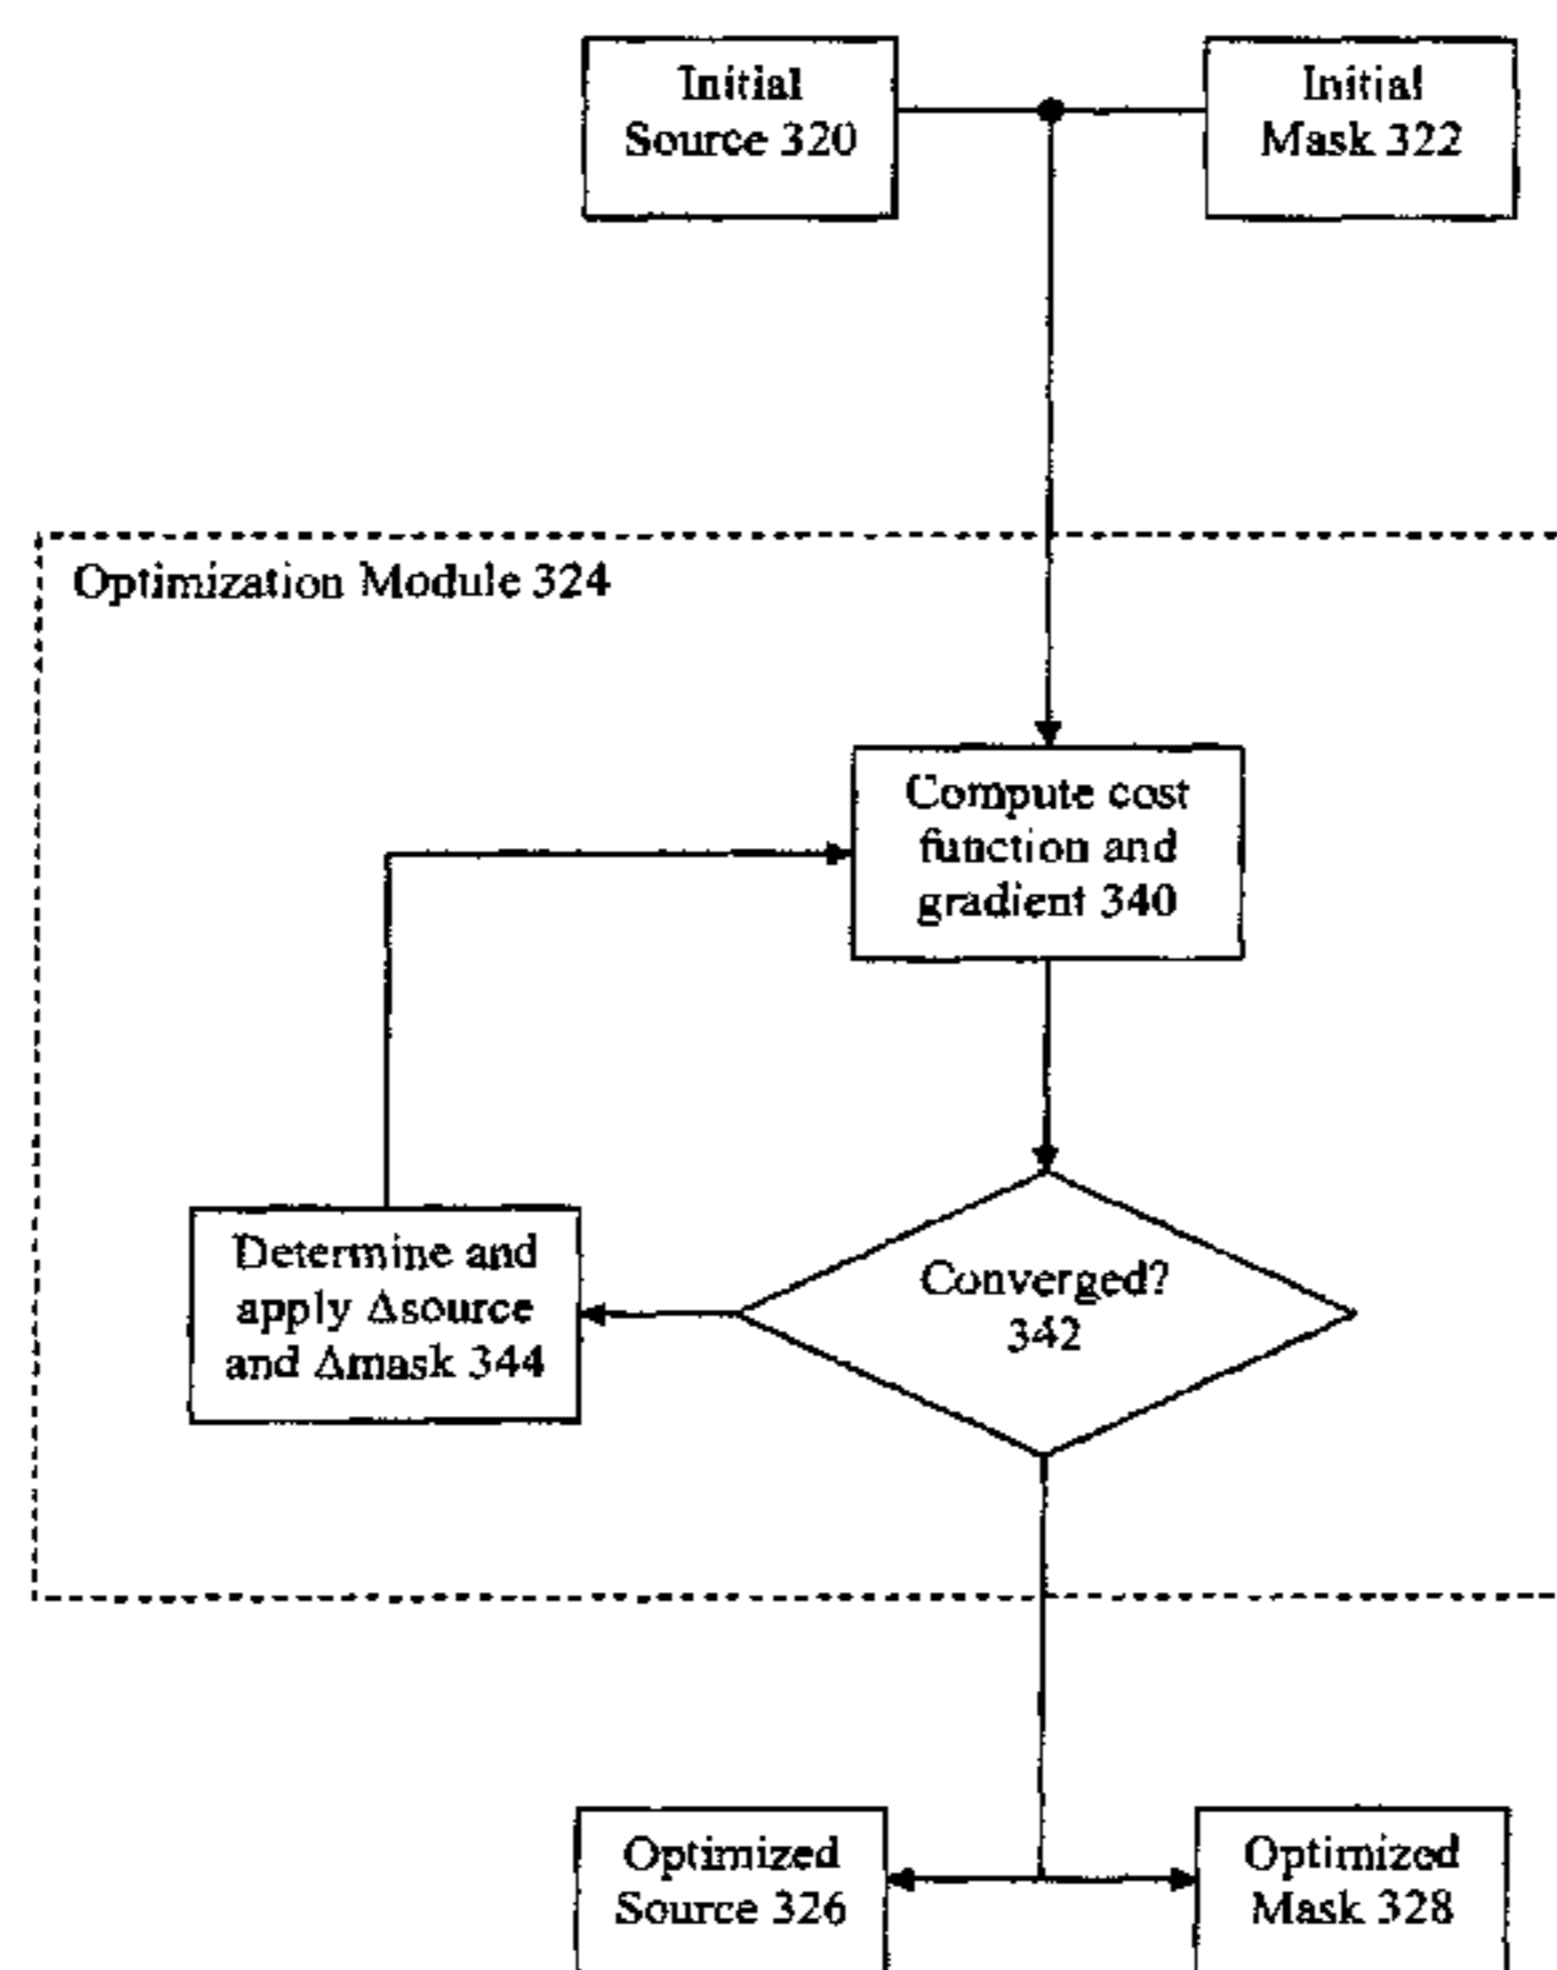 Initial
Source 320
Initial
Mask 322
Optimization Module 324
Compute cost
function and
gradient 340
Determine and
apply Δsource
and Δmask 344
Converged?
342
Optimized
Source 326
Optimized
Mask 328